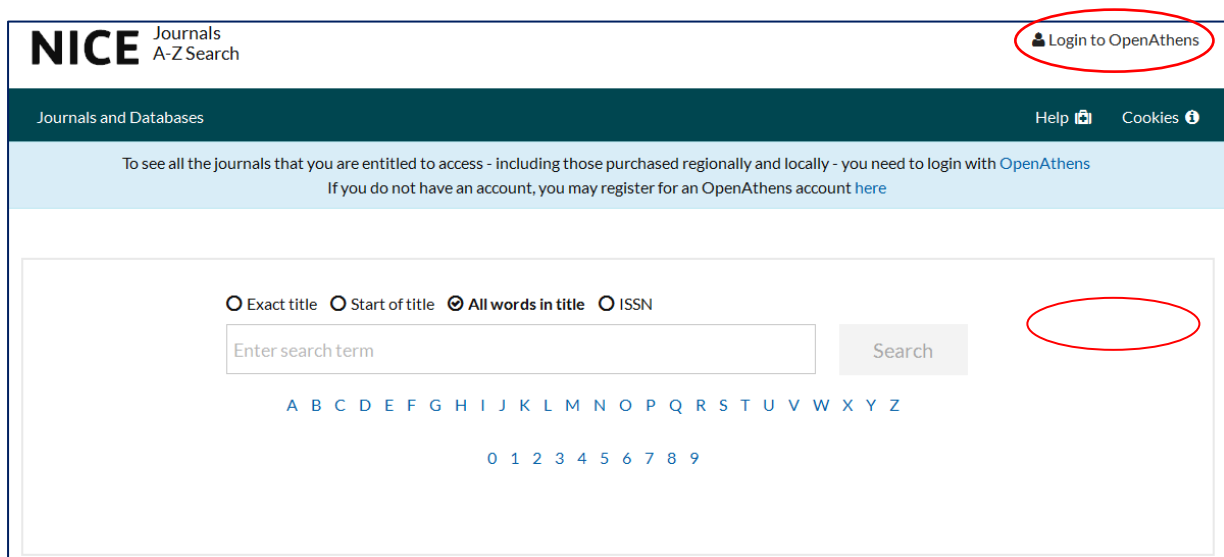 NICE Journals
A-Z Search
Login to OpenAthens
Journals and Databases Help Cookies
To see all the journals that you are entitled to access - including those purchased regionally and locally - you need to login with OpenAthens
If you do not have an account, you may register for an OpenAthens account here
Exact title Start of title All words in title ISSN
Enter search term Search
A B C D E F G H I J K L M N O P Q R S T U V W X Y Z
0 1 2 3 4 5 6 7 8 9